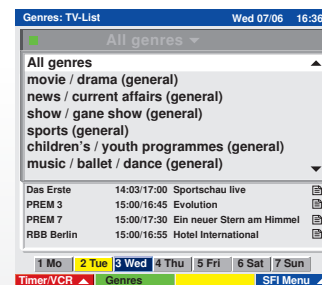 Genres: TV-List Wed 07/06 16:36
All genres
All genres
movie / drama (general)
news / current affairs (general)
show / gane show (general)
sports (general)
children's / youth programmes (general)
music / ballet / dance (general)
Das Erste 14:03/17:00 Sportschau live
PREM 3 15:00/16:45 Evolution
PREM 7 15:00/17:30 Ein neuer Stern am Himmel
RBB Berlin 15:00/16:55 Hotel International
1 Mo 2 Tue 3 Wed 4 Thu 5 Fri 6 Sat 7 Sun
Timer/VCR Genres SFI Menu